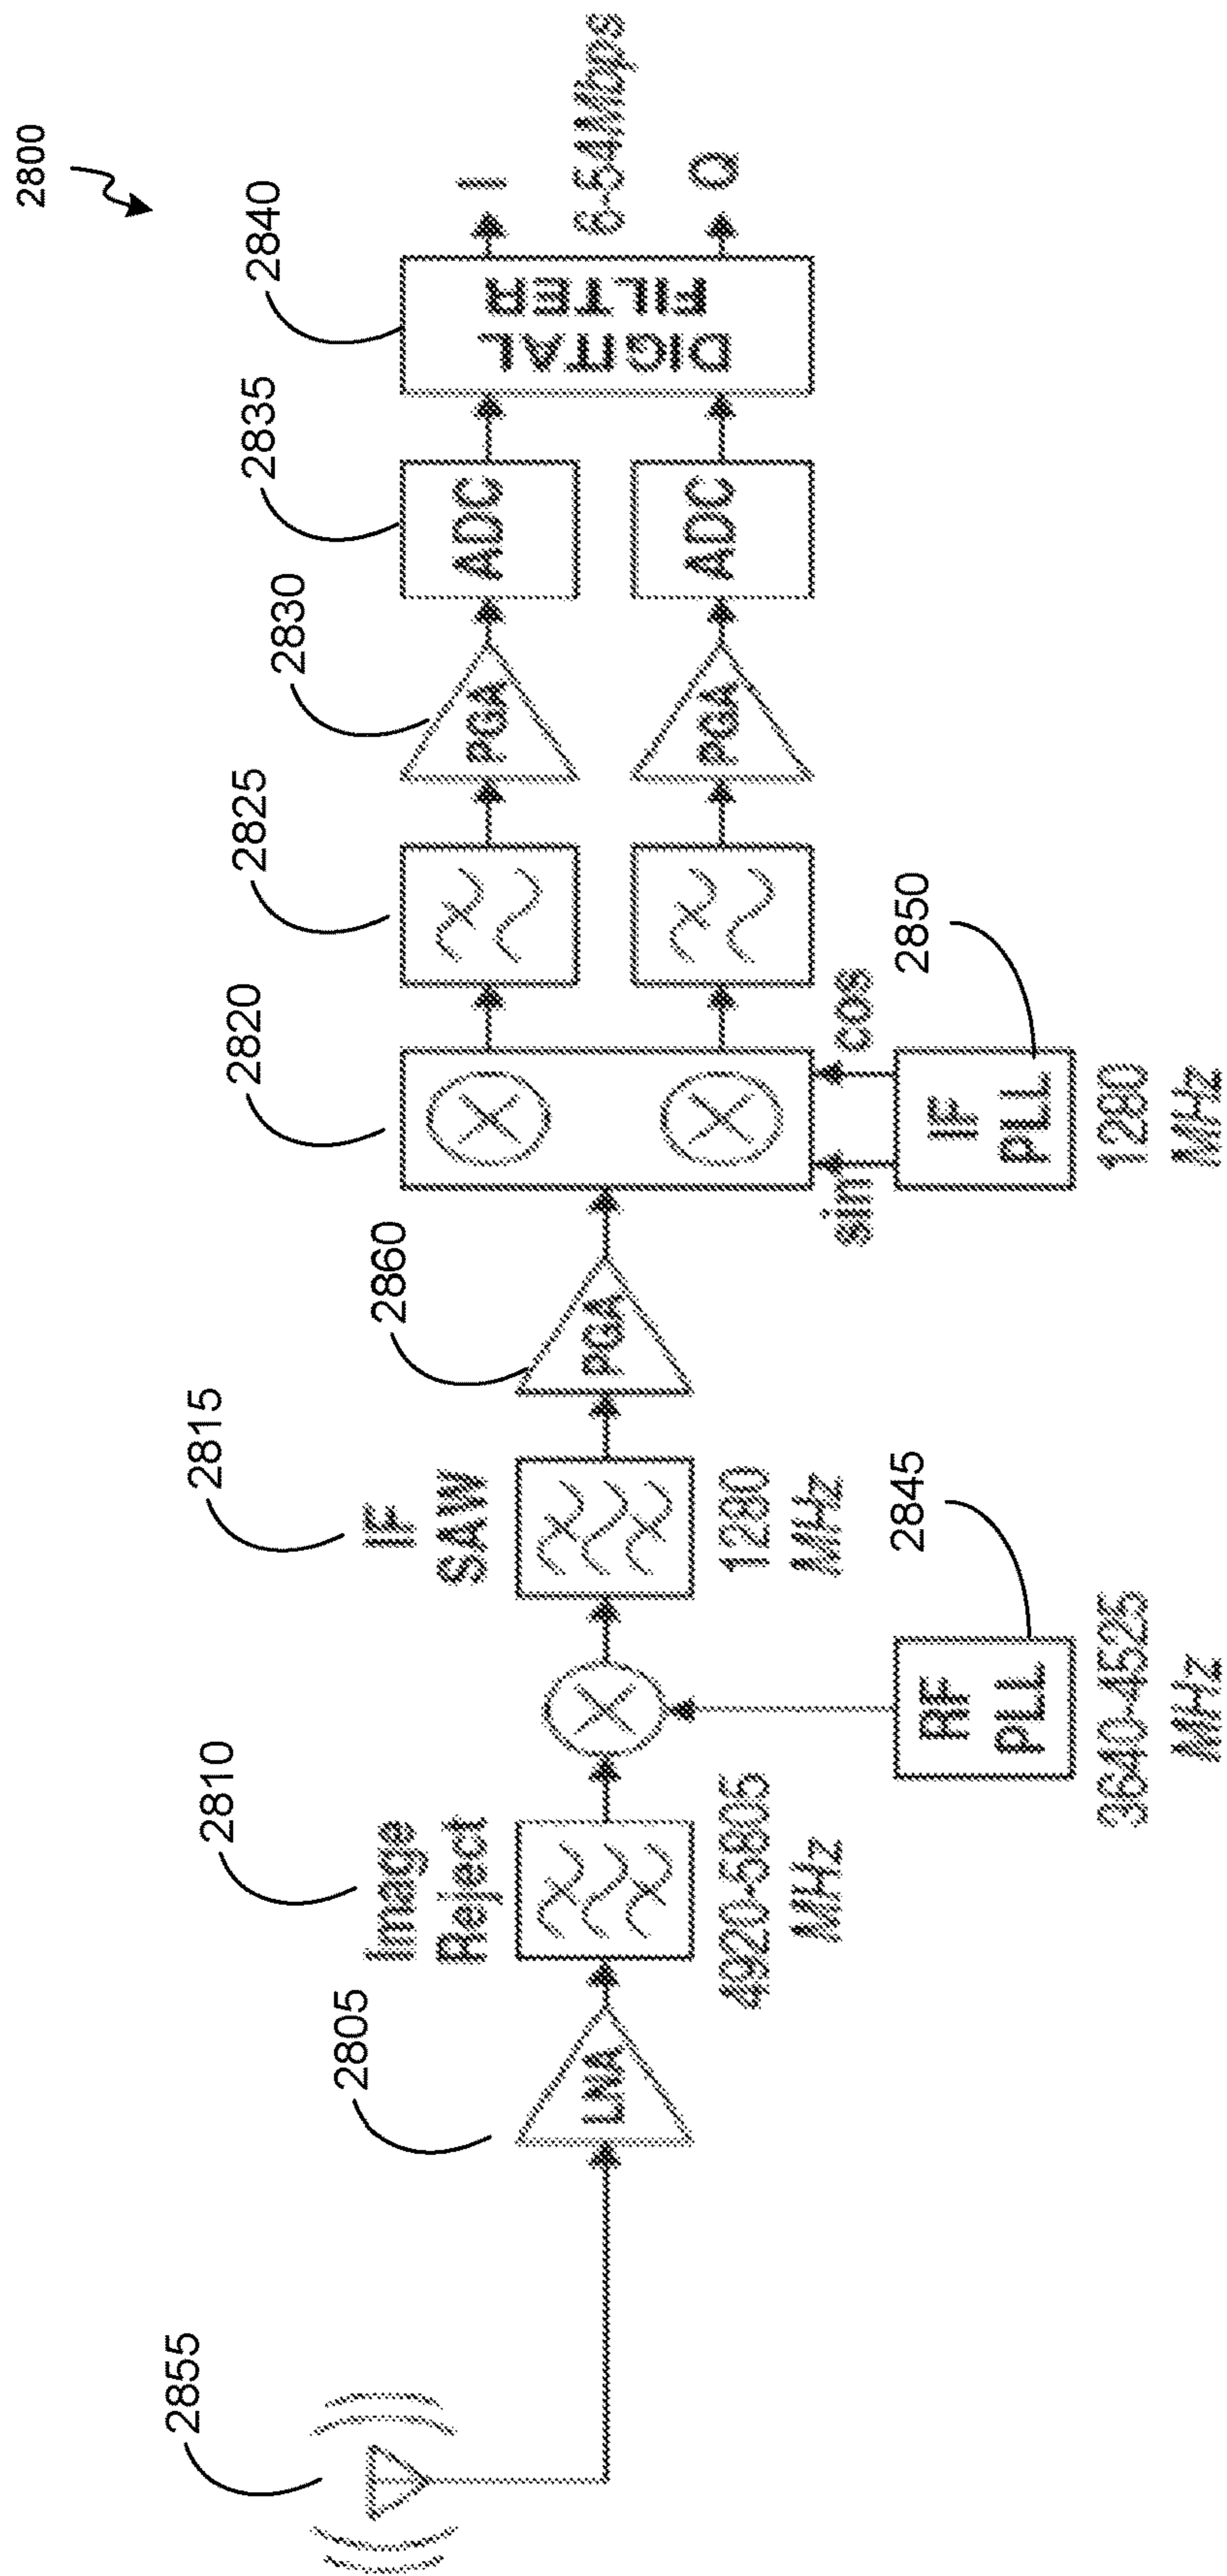 2800
2855
2805
LNA
2810
Image
Reject
4920-5805
MHz
RF
PLL
2845
3640-4525
MHz
2815
IF
SAW
1280
MHz
2860
PGA
2820
sin
cos
IF
PLL
2850
1280
MHz
2825
2830
PGA
PGA
2835
ADC
ADC
2840
DIGITAL
FILTER
I
6-54Mbps
Q